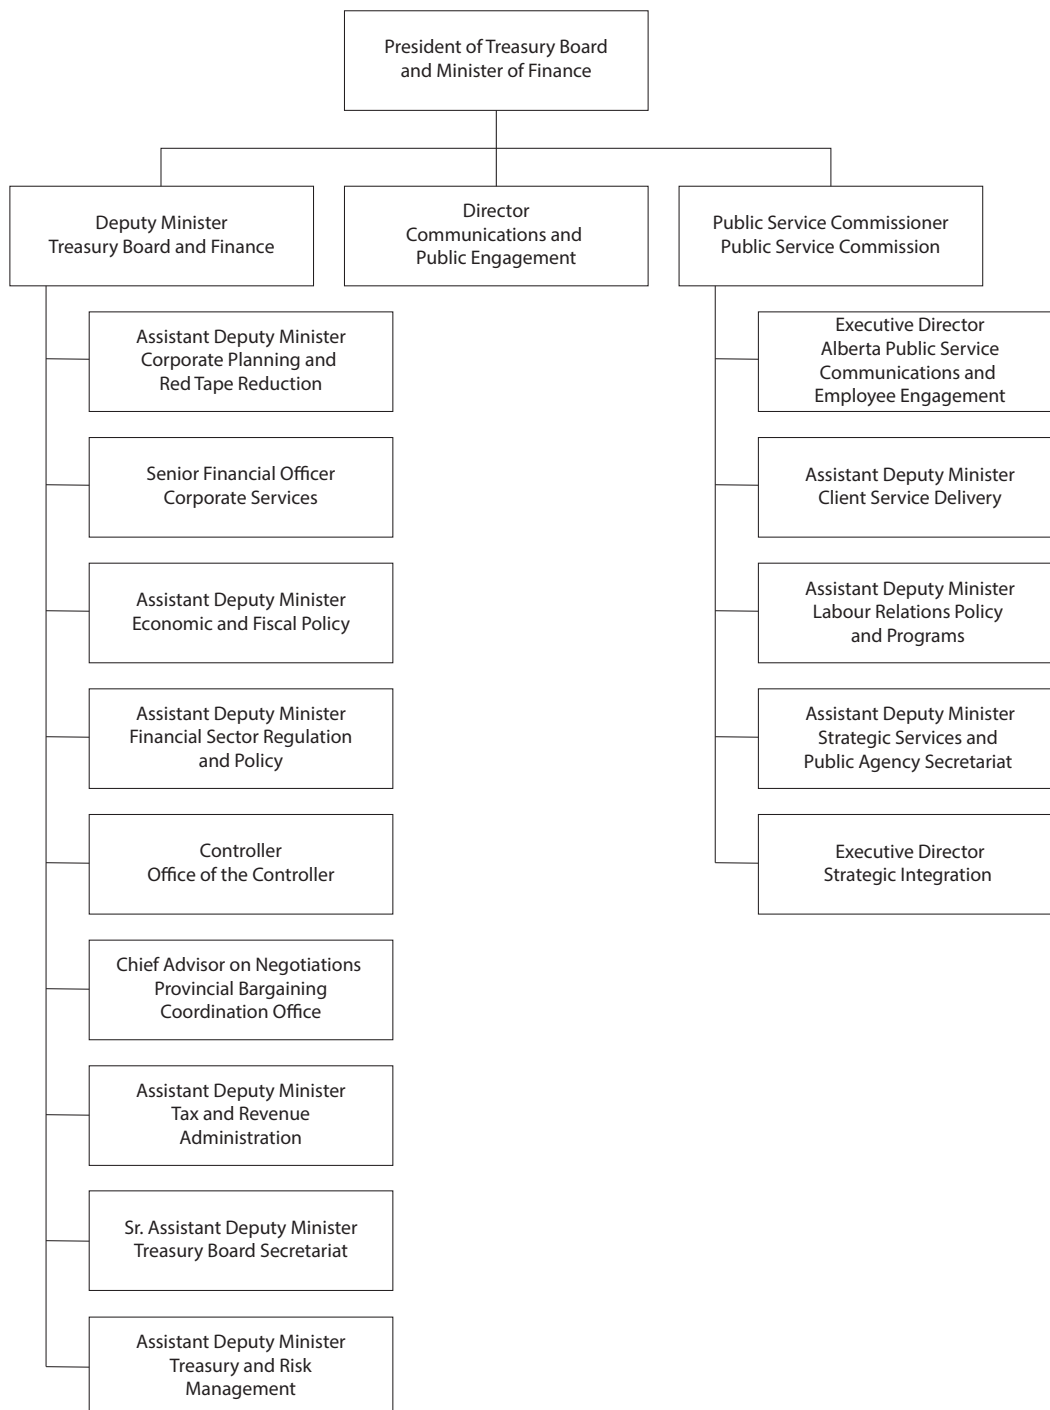 President of Treasury Board
and Minister of Finance
Deputy Minister
Treasury Board and Finance
Director
Communications and
Public Engagement
Public Service Commissioner
Public Service Commission
Assistant Deputy Minister
Corporate Planning and
Red Tape Reduction
Senior Financial Officer
Corporate Services
Assistant Deputy Minister
Economic and Fiscal Policy
Assistant Deputy Minister
Financial Sector Regulation
and Policy
Controller
Office of the Controller
Chief Advisor on Negotiations
Provincial Bargaining
Coordination Office
Assistant Deputy Minister
Tax and Revenue
Administration
Sr. Assistant Deputy Minister
Treasury Board Secretariat
Assistant Deputy Minister
Treasury and Risk
Management
Executive Director
Alberta Public Service
Communications and
Employee Engagement
Assistant Deputy Minister
Client Service Delivery
Assistant Deputy Minister
Labour Relations Policy
and Programs
Assistant Deputy Minister
Strategic Services and
Public Agency Secretariat
Executive Director
Strategic Integration